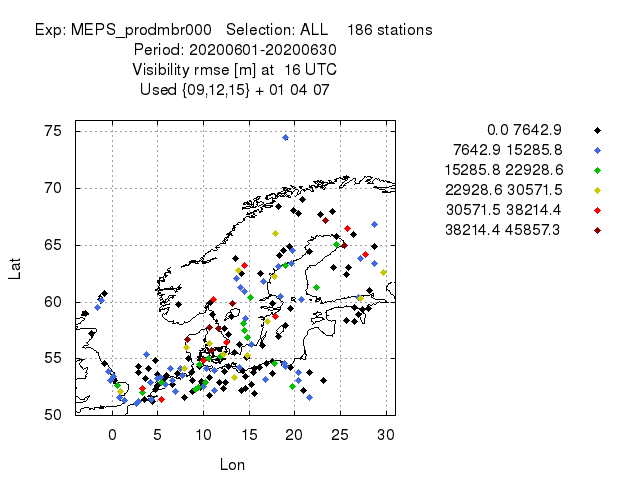 Exp: MEPS_prodmbr000 Selection: ALL 186 stations
Period: 20200601-20200630
Visibility rmse [m] at 16 UTC
Used {09,12,15} + 01 04 07
0.0 7642.9
7642.9 15285.8
15285.8 22928.6
22928.6 30571.5
30571.5 38214.4
38214.4 45857.3
75
70
65
60
55
50
Lat
0 5 10 15 20 25 30
Lon